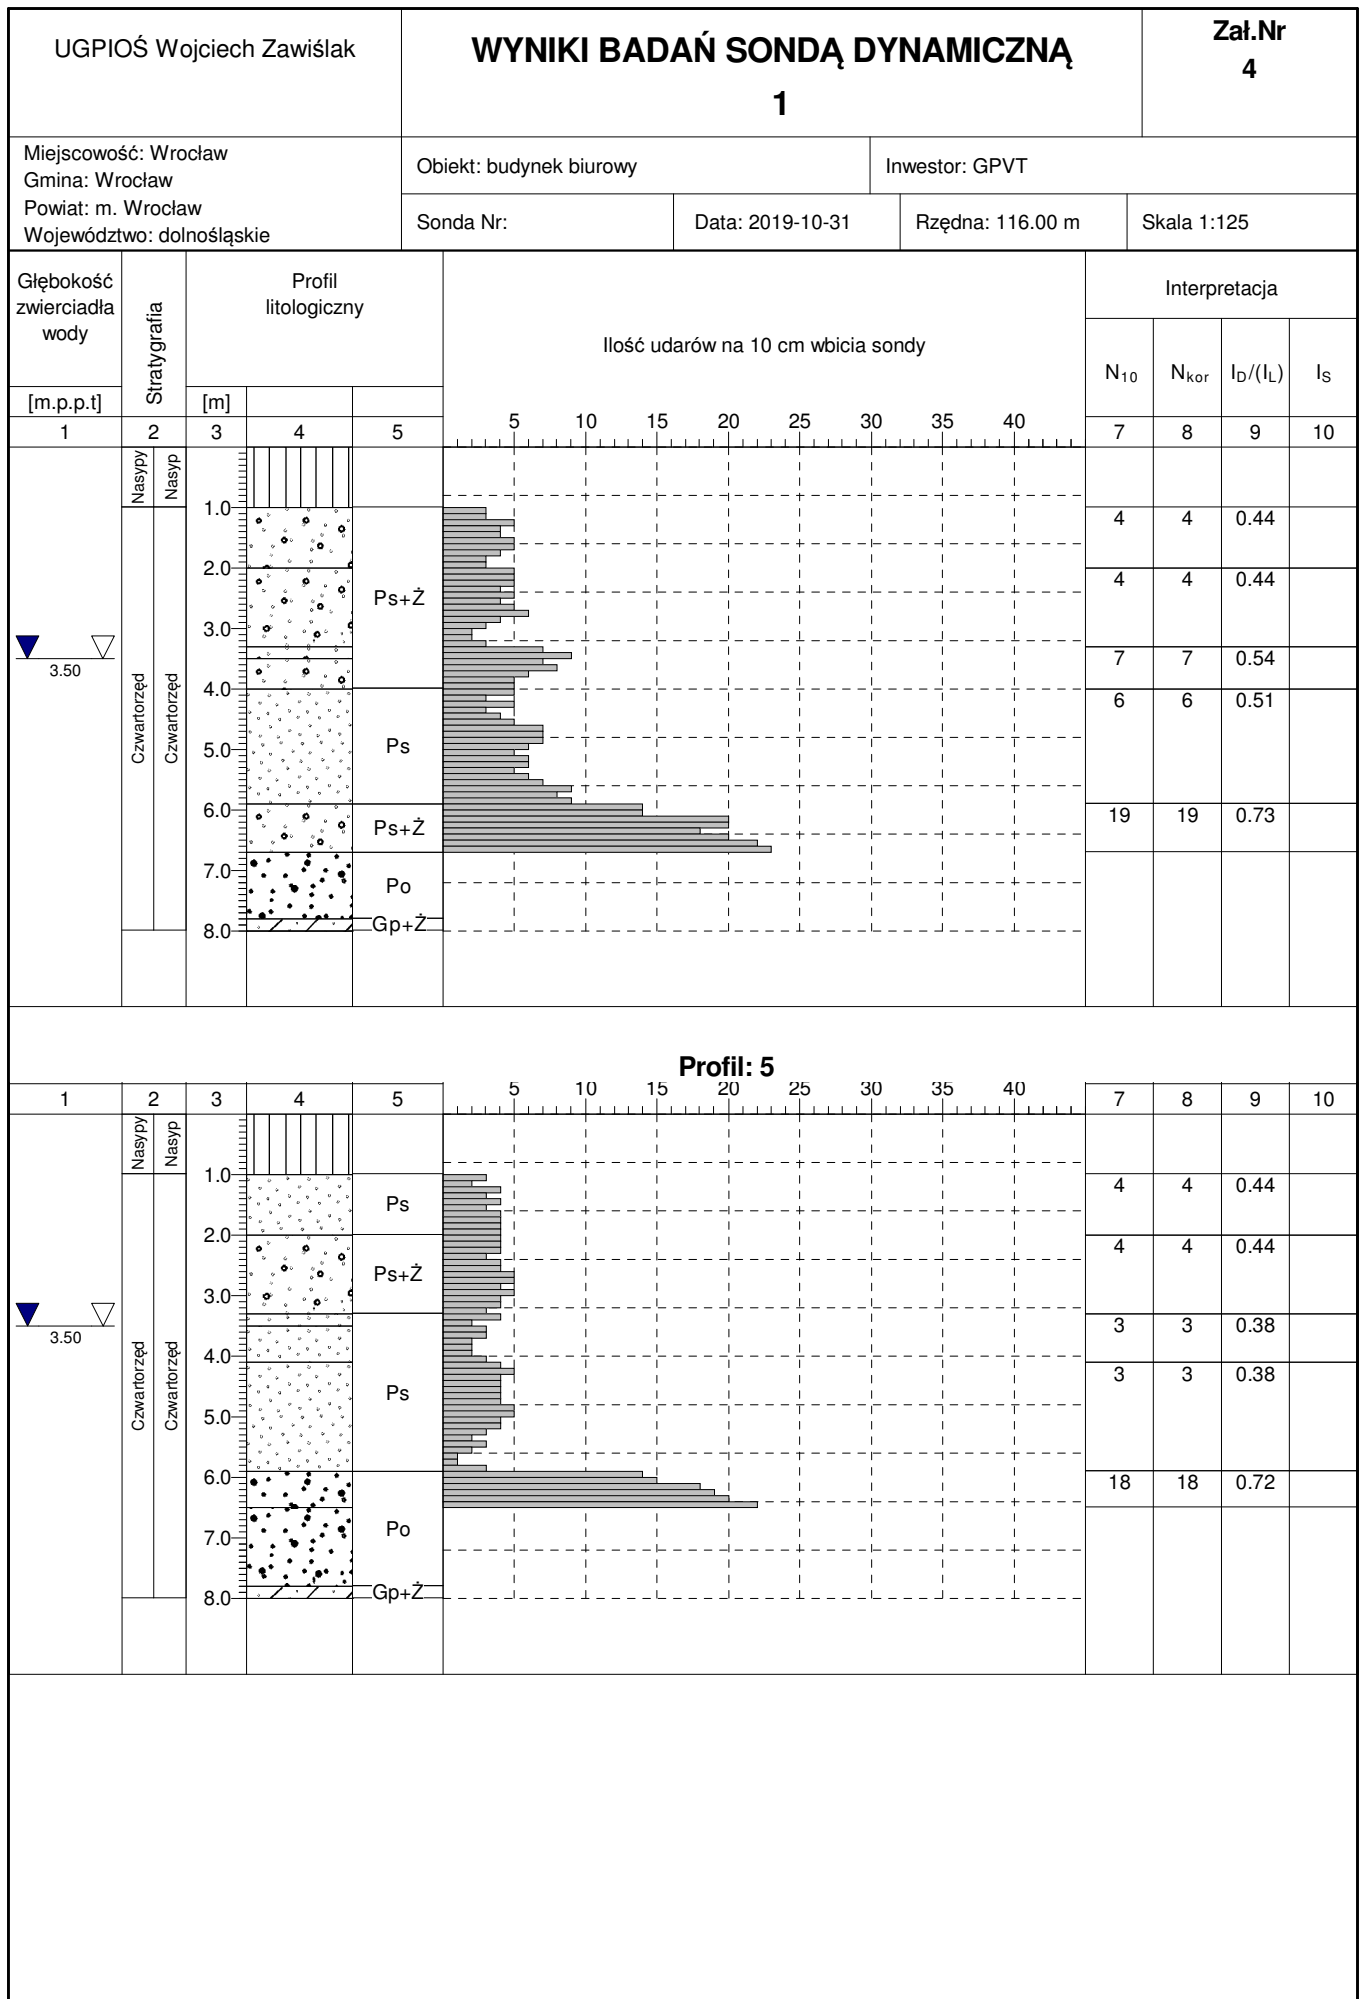 UGPIOŚ Wojciech Zawiślak
WYNIKI BADAŃ SONDĄ DYNAMICZNĄ
1
Zał.Nr
4
Miejscowość: Wrocław
Gmina: Wrocław
Powiat: m. Wrocław
Województwo: dolnośląskie
Obiekt: budynek biurowy
Inwestor: GPVT
Sonda Nr:
Data: 2019-10-31
Rzędna: 116.00 m
Skala 1:125
Głębokość
zwierciadła
wody
[m.p.p.t]
Stratygrafia
Profil
litologiczny
[m]
Ilość udarów na 10 cm wbicia sondy
Interpretacja
N10 Nkor ID/(IL) IS
5 10 15 20 25 30 35 40
1 2 3 4 5 7 8 9 10
Nasypy Nasyp
1.0
4 4 0.44
2.0
4 4 0.44
Ps+Ż
3.0
3.50
7 7 0.54
4.0
6 6 0.51
Czwartorzęd Czwartorzęd
Ps
5.0
6.0
19 19 0.73
Ps+Ż
7.0
Po
Gp+Ż
8.0
Profil: 5
5 10 15 20 25 30 35 40
1 2 3 4 5 7 8 9 10
Nasypy Nasyp
1.0
4 4 0.44
Ps
2.0
4 4 0.44
Ps+Ż
3.0
3.50
3 3 0.38
4.0
3 3 0.38
Czwartorzęd Czwartorzęd
Ps
5.0
6.0
18 18 0.72
Po
7.0
Gp+Ż
8.0